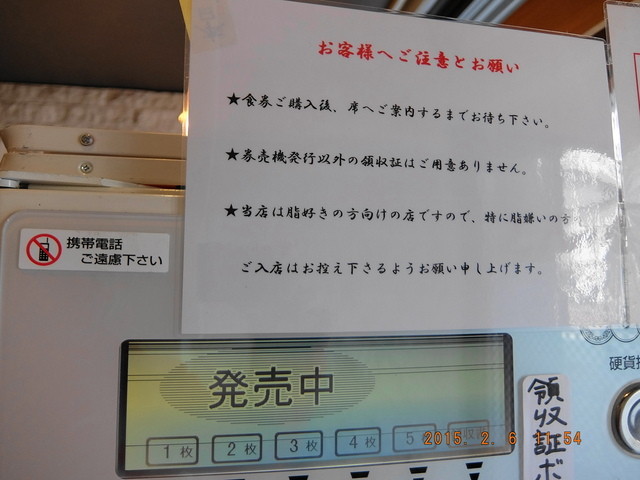 お客様へご注意とお願い
★食券ご購入後、席へご案内するまでお待ち下さい。
★券売機発行以外の領収証はご用意ありません。
★当店は脂好きの方向けの店ですので、特に脂嫌いの方の
ご入店はお控え下さるようお願い申し上げます。
携帯電話
ご遠慮下さい
発売中
1枚 2枚 3枚 4枚 5
硬貨
領収証ボ
2015. 2. 6 11:54